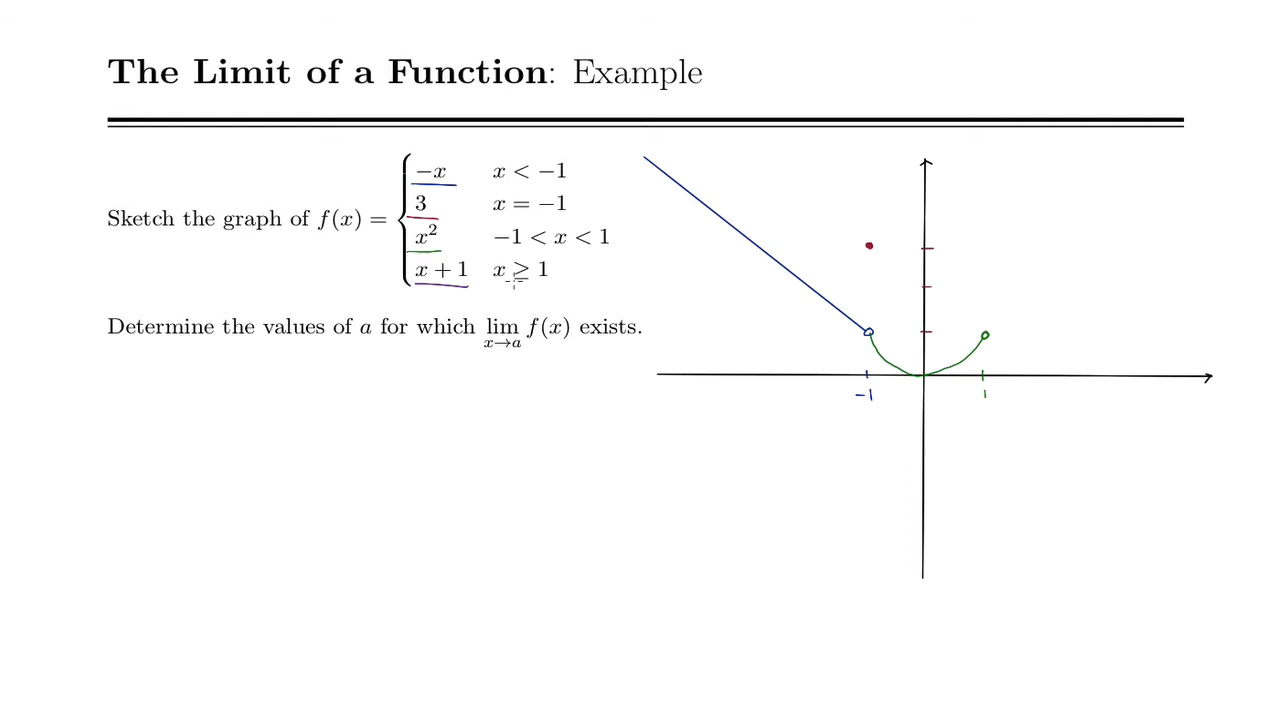 The Limit of a Function: Example
Sketch the graph of f(x) = { −x x < −1
3 x = −1
x² −1 < x < 1
x + 1 x ≥ 1
Determine the values of a for which lim x→a f(x) exists.
−1 1